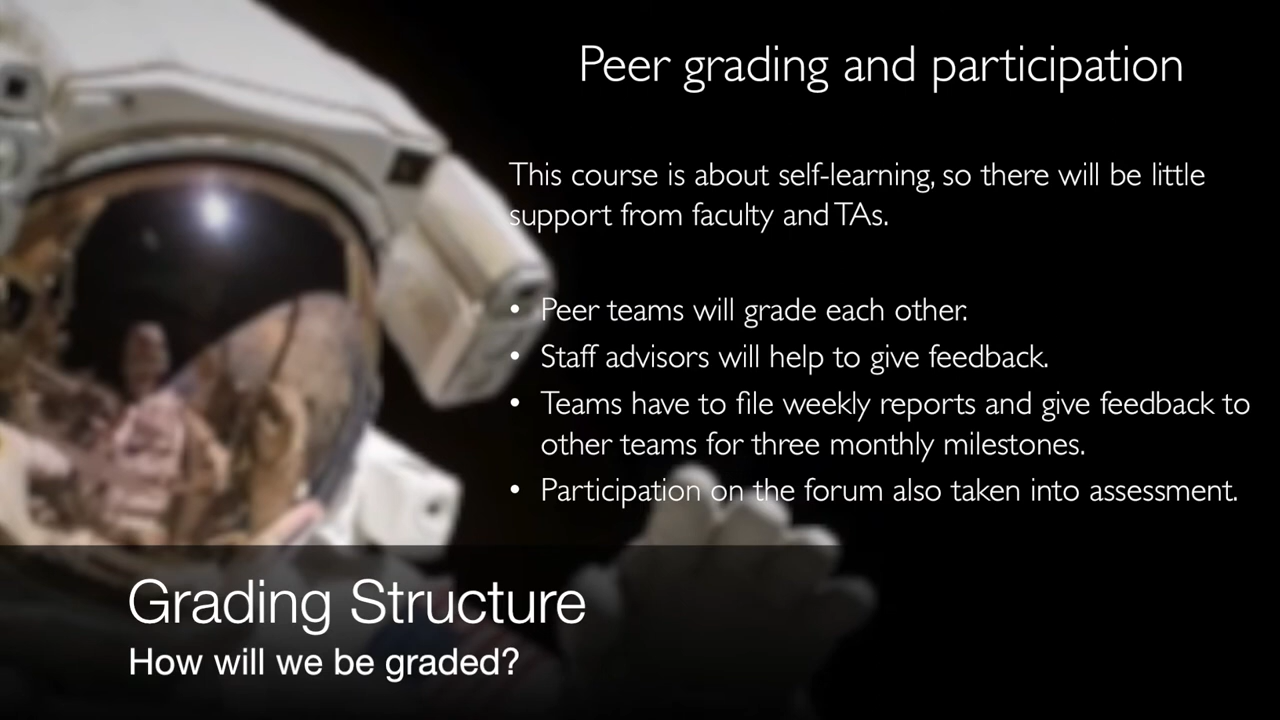 Peer grading and participation
This course is about self-learning, so there will be little
support from faculty and TAs.
• Peer teams will grade each other.
• Staff advisors will help to give feedback.
• Teams have to file weekly reports and give feedback to
other teams for three monthly milestones.
• Participation on the forum also taken into assessment.
Grading Structure
How will we be graded?